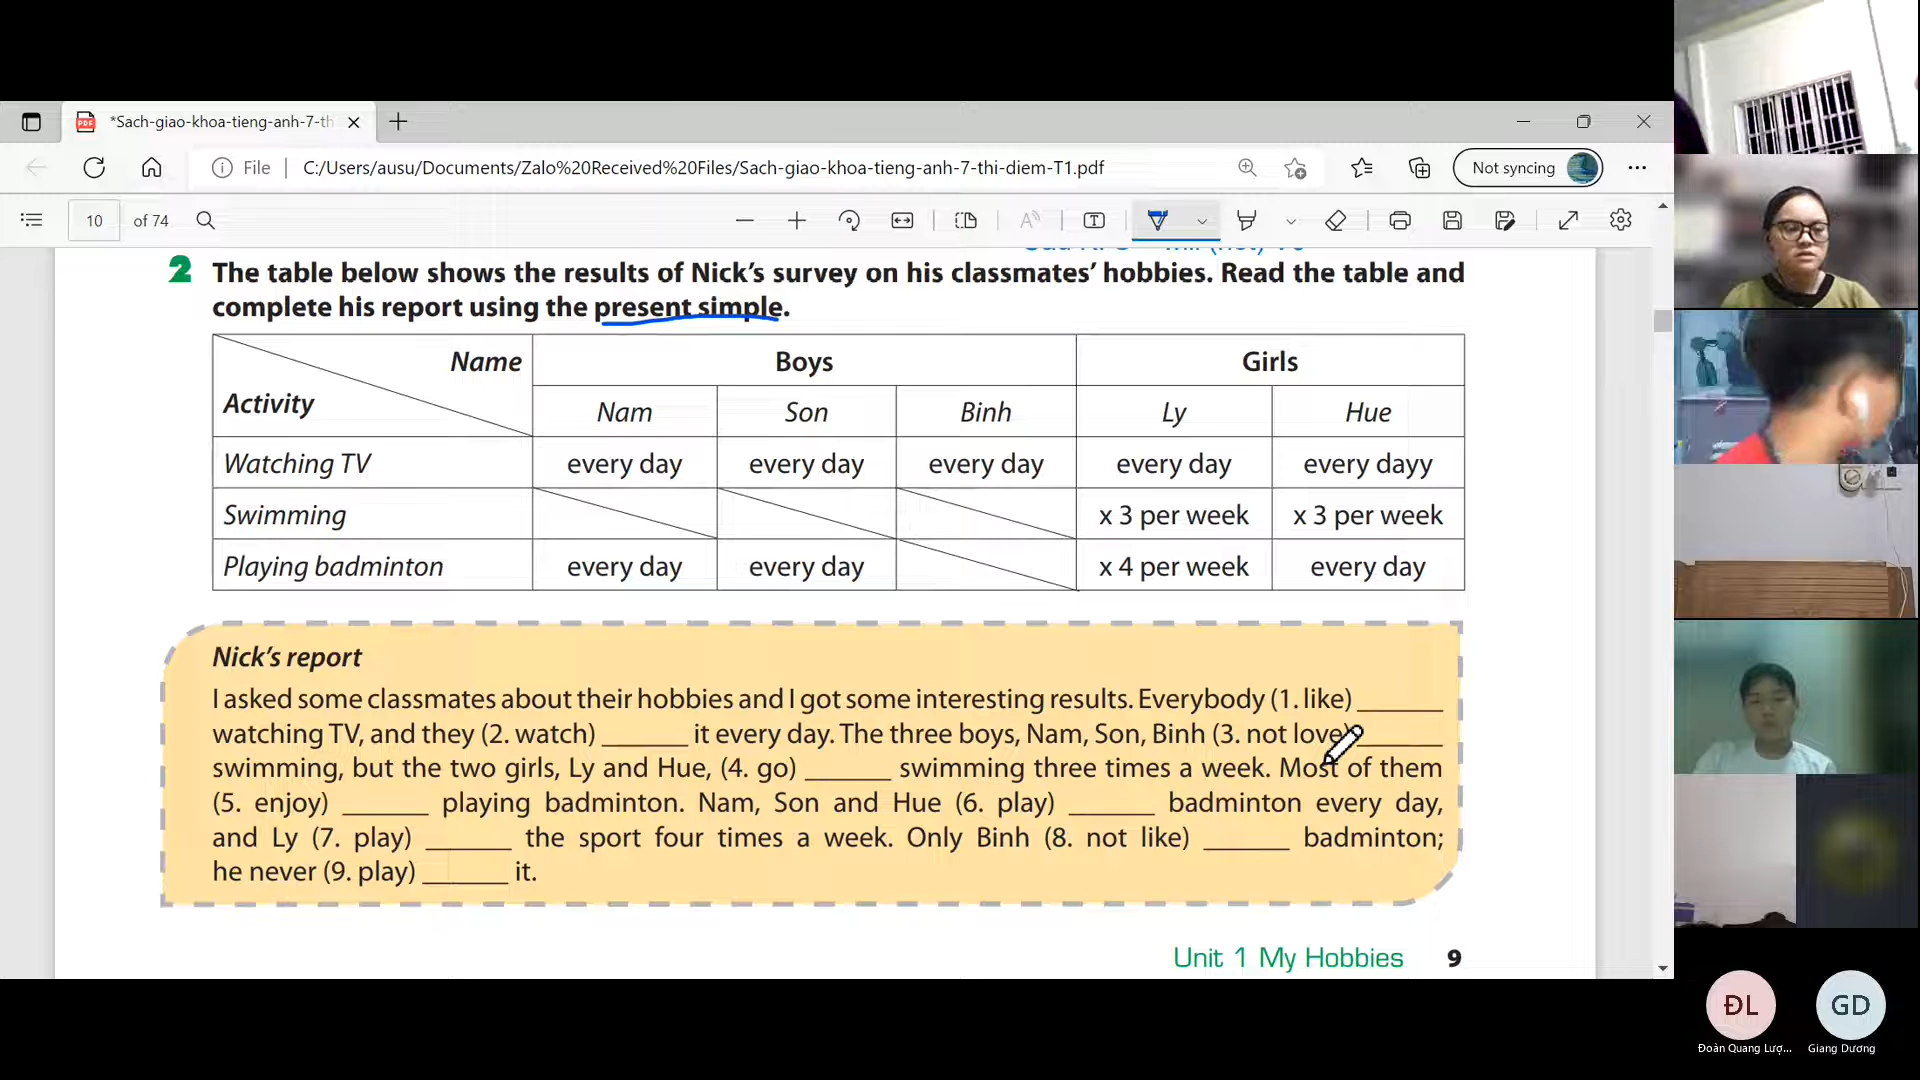 *Sach-giao-khoa-tieng-anh-7-th
File C:/Users/ausu/Documents/Zalo%20Received%20Files/Sach-giao-khoa-tieng-anh-7-thi-diem-T1.pdf Not syncing
10 of 74
2 The table below shows the results of Nick's survey on his classmates' hobbies. Read the table and
complete his report using the present simple.
Name Boys Girls
Activity Nam Son Binh Ly Hue
Watching TV every day every day every day every day every dayy
Swimming x 3 per week x 3 per week
Playing badminton every day every day x 4 per week every day
Nick's report
I asked some classmates about their hobbies and I got some interesting results. Everybody (1. like) ______
watching TV, and they (2. watch) ______ it every day. The three boys, Nam, Son, Binh (3. not love) ______
swimming, but the two girls, Ly and Hue, (4. go) ______ swimming three times a week. Most of them
(5. enjoy) ______ playing badminton. Nam, Son and Hue (6. play) ______ badminton every day,
and Ly (7. play) ______ the sport four times a week. Only Binh (8. not like) ______ badminton;
he never (9. play) ______ it.
Unit 1 My Hobbies 9
ĐL GD
Đoàn Quang Lượ... Giang Dương